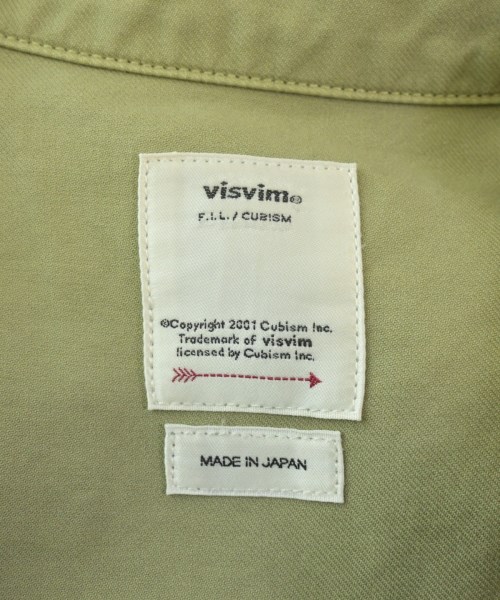 visvim®
F.I.L. / CUBISM
©Copyright 2001 Cubism Inc.
Trademark of visvim
licensed by Cubism Inc.
MADE IN JAPAN